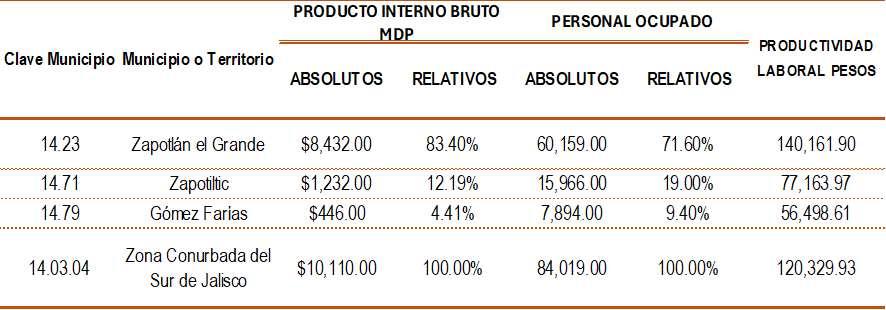 PRODUCTO INTERNO BRUTO MDP PERSONAL OCUPADO PRODUCTIVIDAD LABORAL PESOS
Clave Municipio Municipio o Territorio
ABSOLUTOS RELATIVOS ABSOLUTOS RELATIVOS
14.23 Zapotlán el Grande $8,432.00 83.40% 60,159.00 71.60% 140,161.90
14.71 Zapotiltic $1,232.00 12.19% 15,966.00 19.00% 77,163.97
14.79 Gómez Farías $446.00 4.41% 7,894.00 9.40% 56,498.61
14.03.04 Zona Conurbada del Sur de Jalisco $10,110.00 100.00% 84,019.00 100.00% 120,329.93